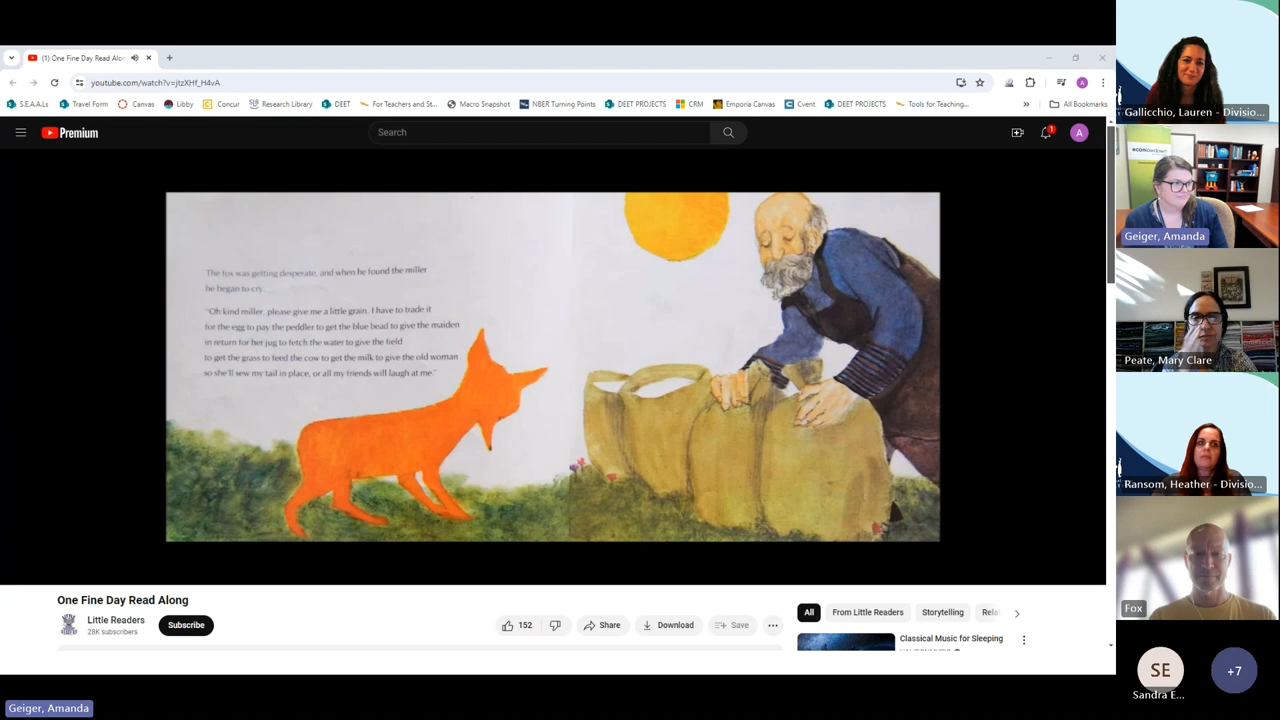 (1) One Fine Day Read Alon
youtube.com/watch?v=jtzXHf_H4vA
S.E.A.A.Ls
Travel Form
Canvas
Libby
Concur
Research Library
DEET
For Teachers and St...
Macro Snapshot
NBER Turning Points
DEET PROJECTS
CRM
Emporia Canvas
Cvent
DEET PROJECTS
Tools for Teaching...
»
All Bookmarks
Premium
Search
1
A
The fox was getting desperate, and when he found the miller
he began to cry.
"Oh kind miller, please give me a little grain. I have to trade it
for the egg to pay the peddler to get the blue bead to give the maiden
in return for her jug to fetch the water to give the field
to get the grass to feed the cow to get the milk to give the old woman
so she'll sew my tail in place, or all my friends will laugh at me."
One Fine Day Read Along
Little Readers
28K subscribers
Subscribe
152
Share
Download
Save
All
From Little Readers
Storytelling
Rela
Classical Music for Sleeping
Geiger, Amanda
Gallicchio, Lauren - Divisio...
Geiger, Amanda
Peate, Mary Clare
Ransom, Heather - Divisio...
Fox
SE
Sandra E...
+7